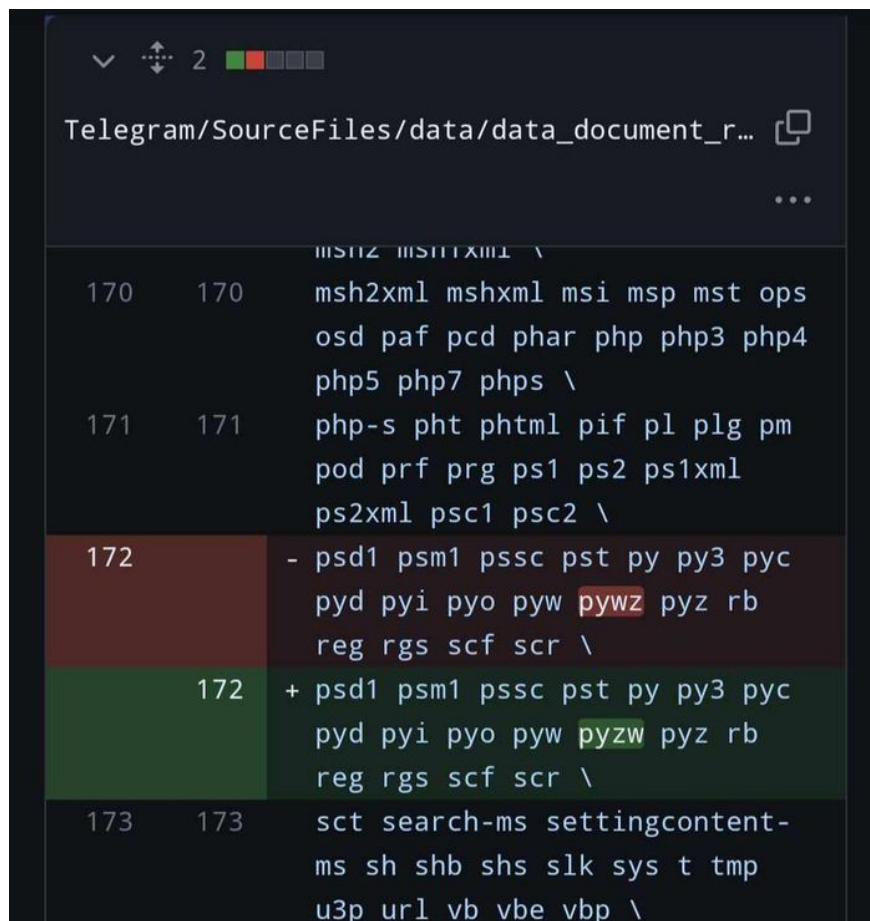 2
Telegram/SourceFiles/data/data_document_r…
msh2 msh1xml \
170 170 msh2xml mshxml msi msp mst ops
osd paf pcd phar php php3 php4
php5 php7 phps \
171 171 php-s pht phtml pif pl plg pm
pod prf prg ps1 ps2 ps1xml
ps2xml psc1 psc2 \
172 - psd1 psm1 pssc pst py py3 pyc
pyd pyi pyo pyw pywz pyz rb
reg rgs scf scr \
172 + psd1 psm1 pssc pst py py3 pyc
pyd pyi pyo pyw pyzw pyz rb
reg rgs scf scr \
173 173 sct search-ms settingcontent-
ms sh shb shs slk sys t tmp
u3p url vb vbe vbp \